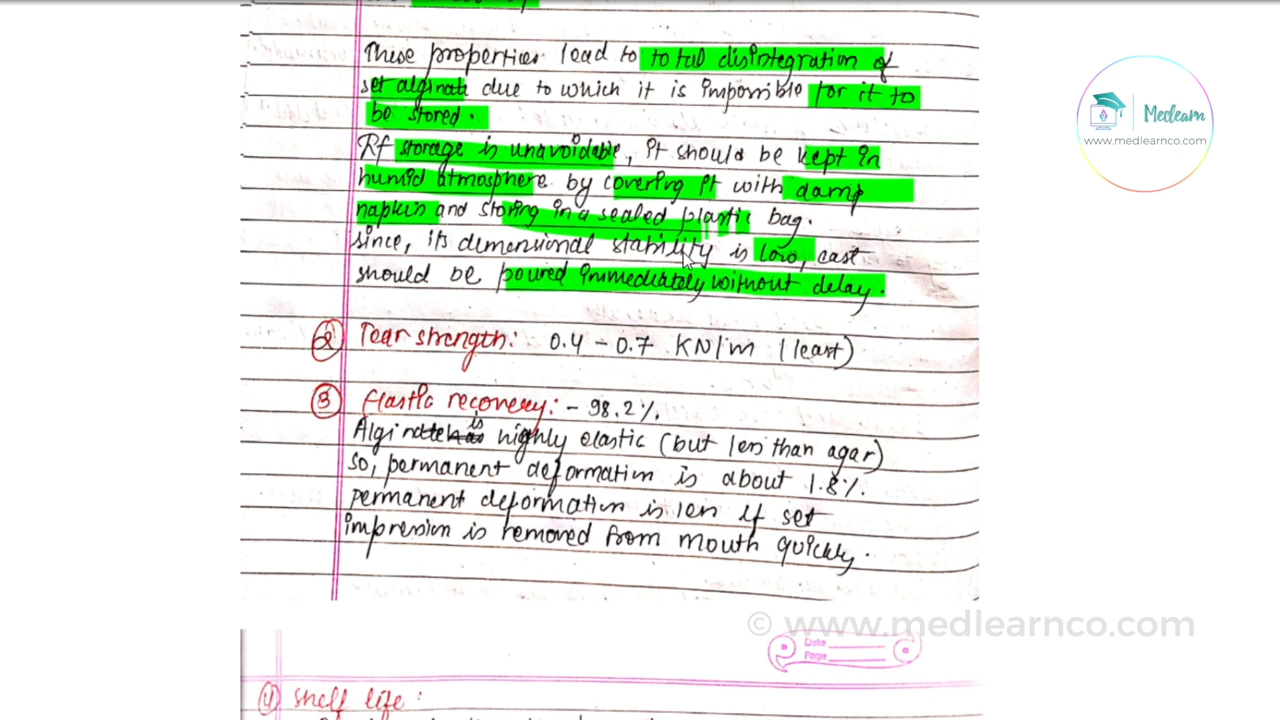 These properties lead to total disintegration of
set alginate due to which it is impossible for it to
be stored.
If storage is unavoidable, it should be kept in
humid atmosphere by covering it with damp
napkin and storing in a sealed plastic bag.
since, its dimensional stability is low, cast
should be poured immediately without delay.
② Tear strength: 0.4 - 0.7 KN/m (least)
③ Elastic recovery: - 98.2%.
Alginate is highly elastic (but less than agar)
so, permanent deformation is about 1.8%.
permanent deformation is less if set
impression is removed from mouth quickly.
④ Shelf life:
Date
Page
Medlearn
www.medlearnco.com
© www.medlearnco.com